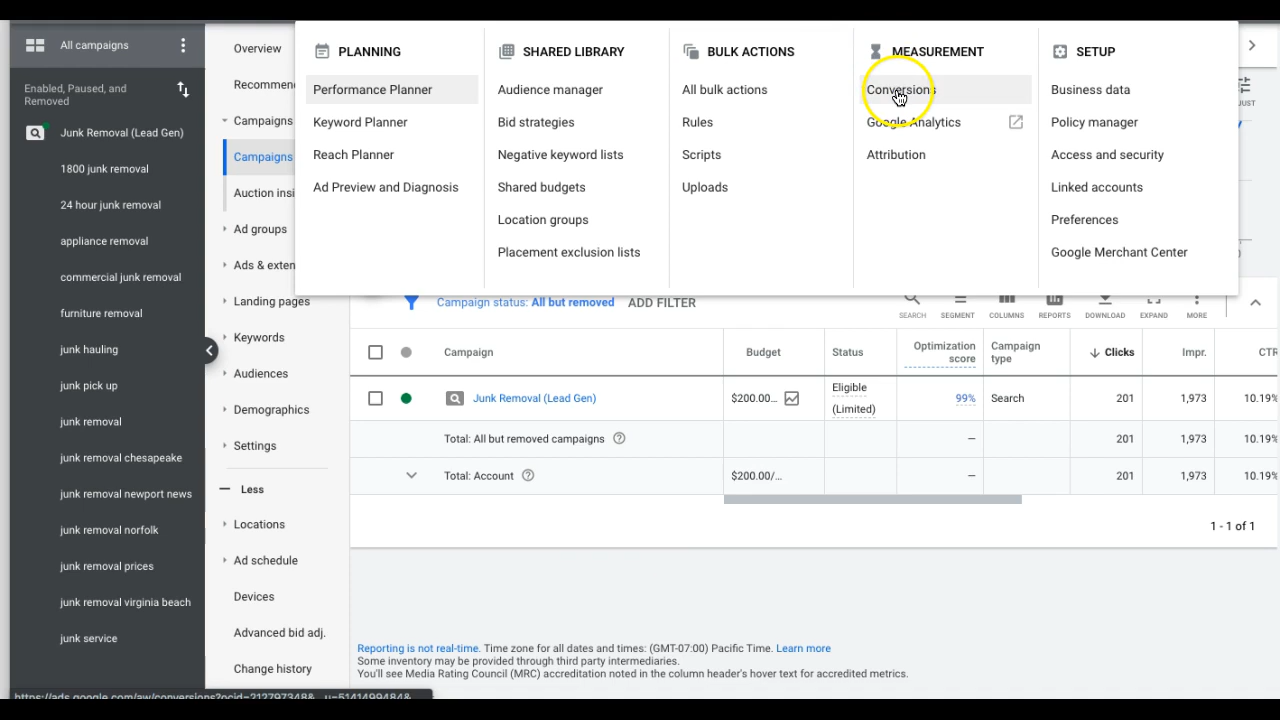 All campaigns
Enabled, Paused, and
Removed
Junk Removal (Lead Gen)
1800 junk removal
24 hour junk removal
appliance removal
commercial junk removal
furniture removal
junk hauling
junk pick up
junk removal
junk removal chesapeake
junk removal newport news
junk removal norfolk
junk removal prices
junk removal virginia beach
junk service
Overview
Recommen
Campaigns
Campaigns
Auction insi
Ad groups
Ads & exten
Landing pages
Keywords
Audiences
Demographics
Settings
Less
Locations
Ad schedule
Devices
Advanced bid adj.
Change history
PLANNING
Performance Planner
Keyword Planner
Reach Planner
Ad Preview and Diagnosis
SHARED LIBRARY
Audience manager
Bid strategies
Negative keyword lists
Shared budgets
Location groups
Placement exclusion lists
BULK ACTIONS
All bulk actions
Rules
Scripts
Uploads
MEASUREMENT
Conversions
Google Analytics
Attribution
SETUP
Business data
Policy manager
Access and security
Linked accounts
Preferences
Google Merchant Center
JUST
Campaign status: All but removed ADD FILTER
SEARCH SEGMENT COLUMNS REPORTS DOWNLOAD EXPAND MORE
Campaign Budget Status Optimization score Campaign type Clicks Impr. CTR
Junk Removal (Lead Gen) $200.00... Eligible (Limited) 99% Search 201 1,973 10.19%
Total: All but removed campaigns — 201 1,973 10.19%
Total: Account $200.00/... — 201 1,973 10.19%
1 - 1 of 1
Reporting is not real-time. Time zone for all dates and times: (GMT-07:00) Pacific Time. Learn more
Some inventory may be provided through third party intermediaries.
You'll see Media Rating Council (MRC) accreditation noted in the column header's hover text for accredited metrics.